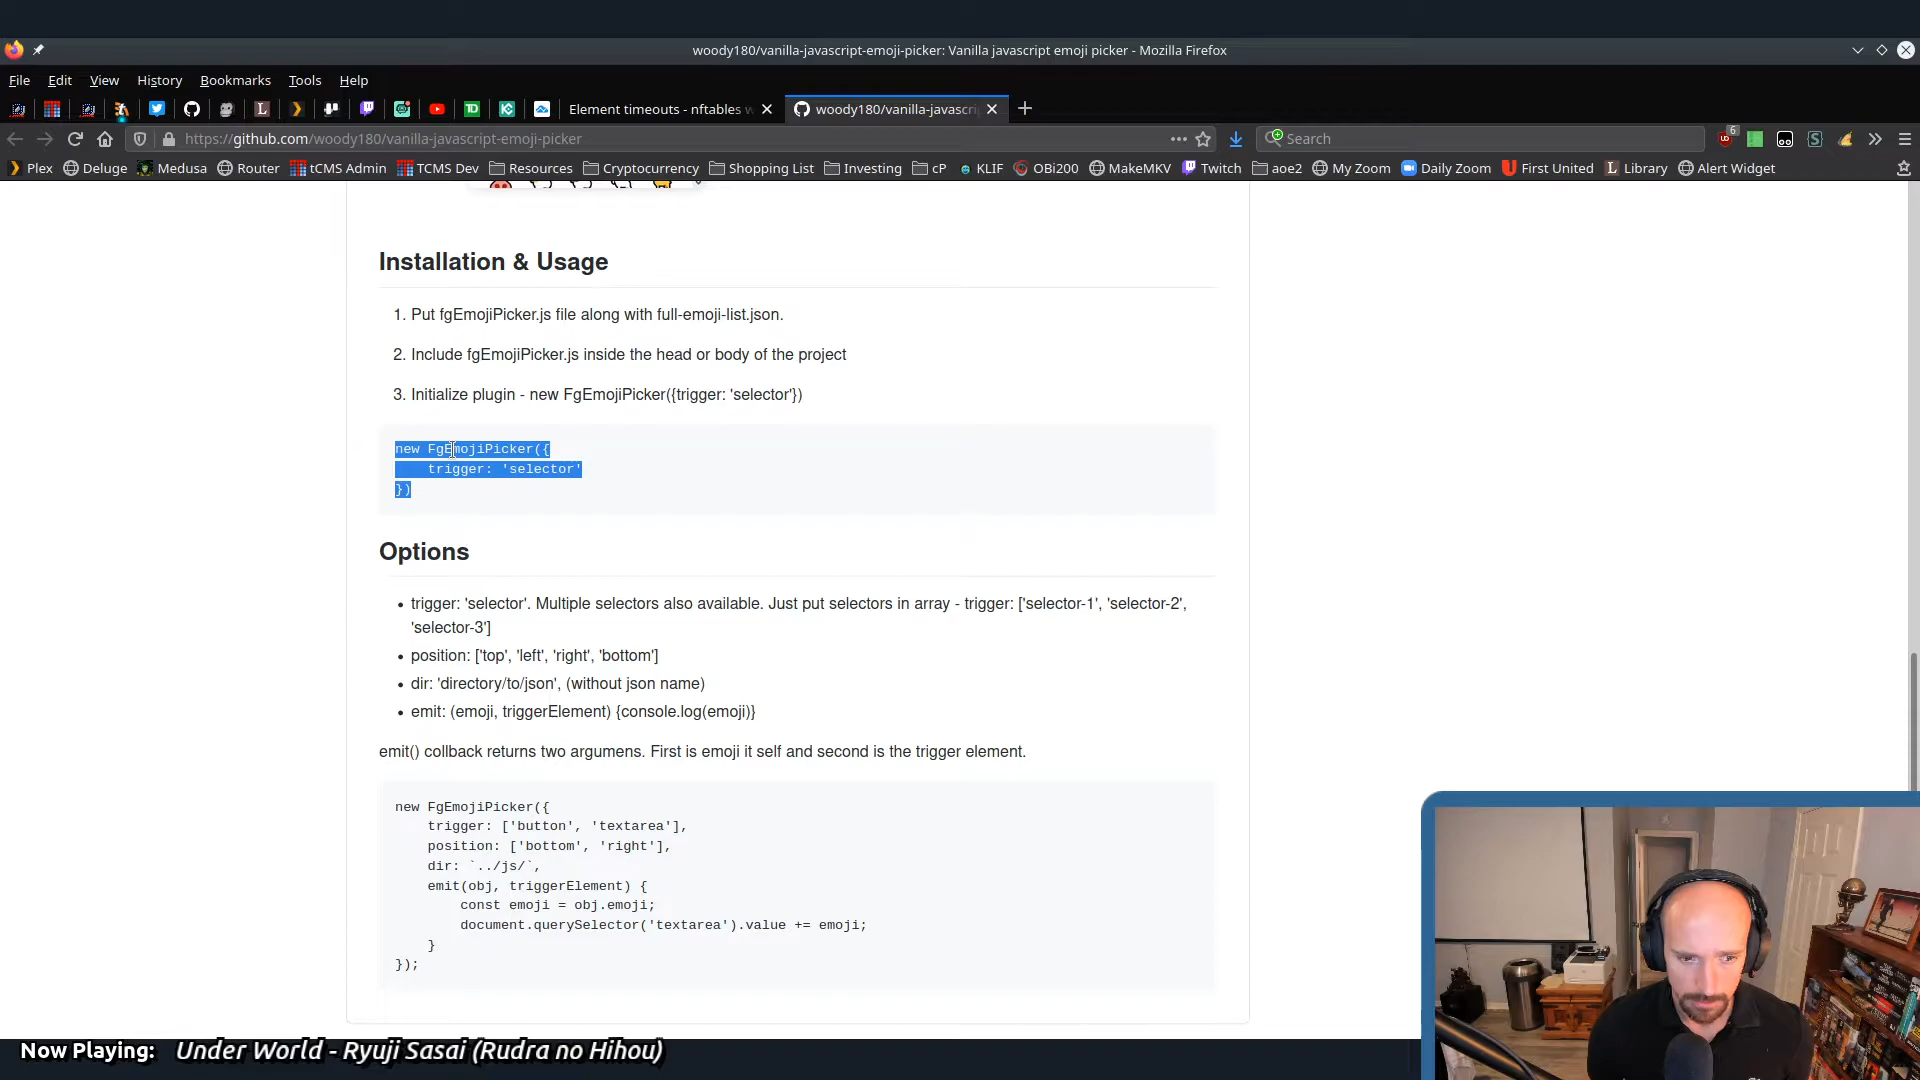 woody180/vanilla-javascript-emoji-picker: Vanilla javascript emoji picker - Mozilla Firefox
File Edit View History Bookmarks Tools Help
Element timeouts - nftables w
woody180/vanilla-javascri
https://github.com/woody180/vanilla-javascript-emoji-picker
Search
6
Plex Deluge Medusa Router tCMS Admin TCMS Dev Resources Cryptocurrency Shopping List Investing cP KLIF OBi200 MakeMKV Twitch aoe2 My Zoom Daily Zoom First United Library Alert Widget
Installation & Usage
1. Put fgEmojiPicker.js file along with full-emoji-list.json.
2. Include fgEmojiPicker.js inside the head or body of the project
3. Initialize plugin - new FgEmojiPicker({trigger: 'selector'})
new FgEmojiPicker({
trigger: 'selector'
})
Options
• trigger: 'selector'. Multiple selectors also available. Just put selectors in array - trigger: ['selector-1', 'selector-2',
'selector-3']
• position: ['top', 'left', 'right', 'bottom']
• dir: 'directory/to/json', (without json name)
• emit: (emoji, triggerElement) {console.log(emoji)}
emit() callback returns two argumens. First is emoji it self and second is the trigger element.
new FgEmojiPicker({
trigger: ['button', 'textarea'],
position: ['bottom', 'right'],
dir: `../js/`,
emit(obj, triggerElement) {
const emoji = obj.emoji;
document.querySelector('textarea').value += emoji;
}
});
Now Playing: Under World - Ryuji Sasai (Rudra no Hihou)